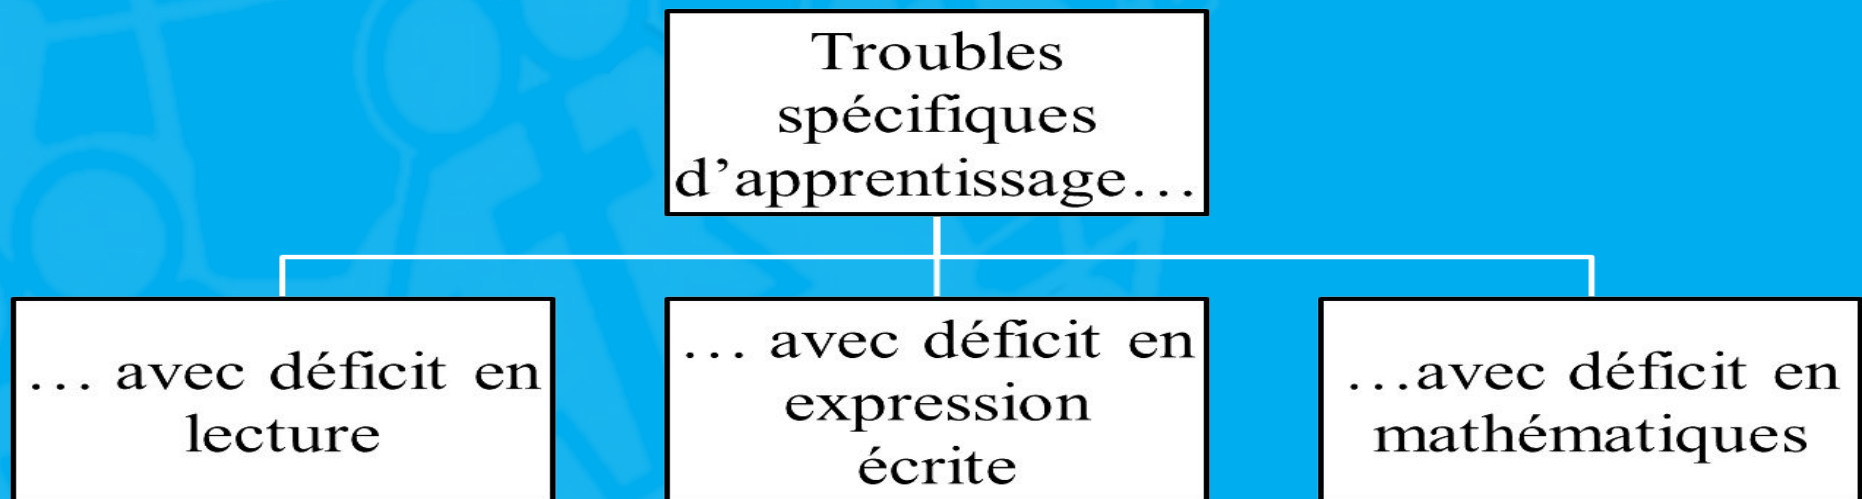 Troubles
spécifiques
d’apprentissage…
… avec déficit en
lecture
… avec déficit en
expression
écrite
…avec déficit en
mathématiques